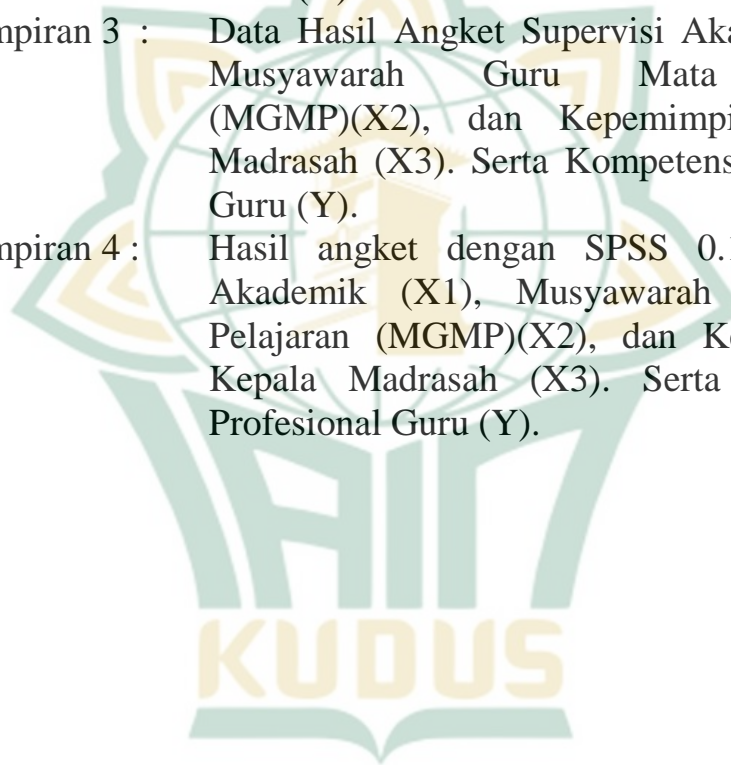 mpiran 3 : Data Hasil Angket Supervisi Aka
Musyawarah Guru Mata
(MGMP)(X2), dan Kepemimpi
Madrasah (X3). Serta Kompetens
Guru (Y).
mpiran 4 : Hasil angket dengan SPSS 0.1
Akademik (X1), Musyawarah
Pelajaran (MGMP)(X2), dan K
Kepala Madrasah (X3). Serta
Profesional Guru (Y).
IAIN
KUDUS